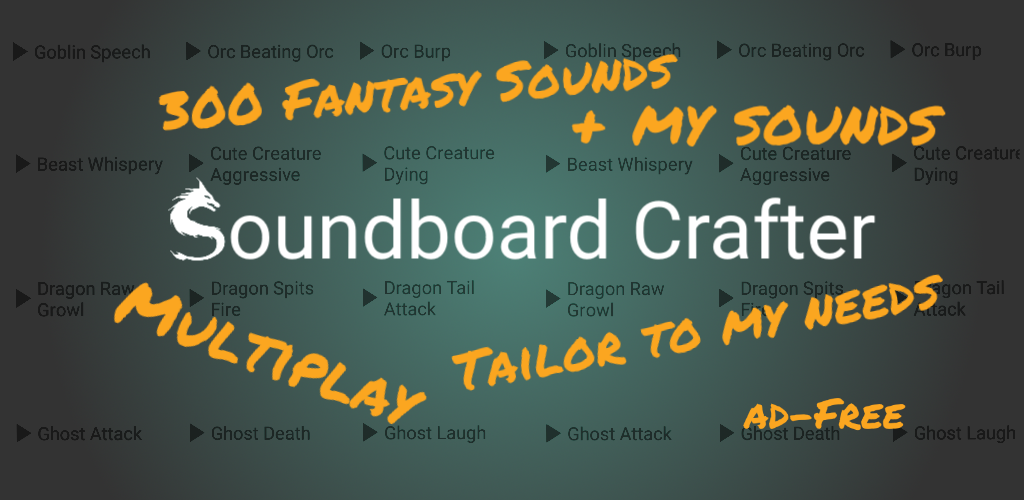 Goblin Speech Orc Beating Orc Orc Burp Goblin Speech Orc Beating Orc Orc Burp
300 Fantasy Sounds
+ My Sounds
Beast Whispery Cute Creature Aggressive Cute Creature Dying Beast Whispery Cute Creature Aggressive Cute Creature Dying
Soundboard Crafter
Dragon Raw Growl Dragon Spits Fire Dragon Tail Attack Dragon Raw Growl Dragon Spits Fire Dragon Tail Attack
Multiplay
Tailor to my needs
ad-Free
Ghost Attack Ghost Death Ghost Laugh Ghost Attack Ghost Death Ghost Laugh